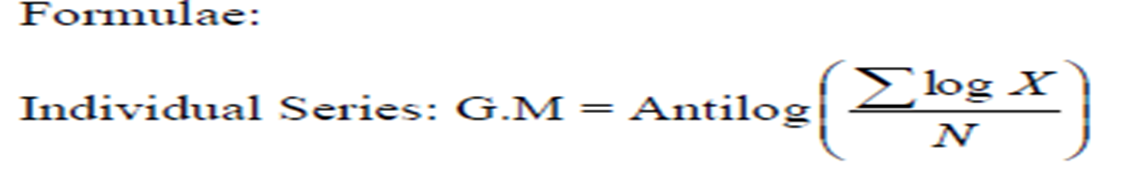 Formulae:
Individual Series: G.M = Antilog(∑log X / N)